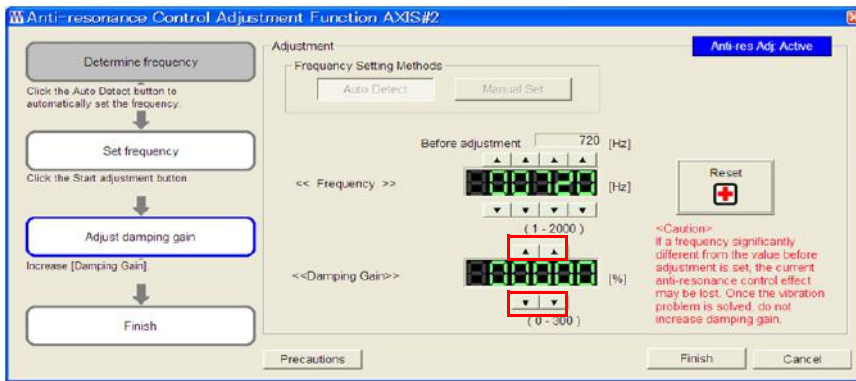 Anti-resonance Control Adjustment Function AXIS#2
Determine frequency
Click the Auto Detect button to
automatically set the frequency.
Set frequency
Click the Start adjustment button
Adjust damping gain
Increase [Damping Gain]
Finish
Adjustment
Anti-res Adj. Active
Frequency Setting Methods
Auto Detect
Manual Set
Before adjustment 720 [Hz]
<< Frequency >> [Hz]
( 1 - 2000 )
<<Damping Gain>> [%]
( 0 - 300 )
Reset
<Caution>
If a frequency significantly
different from the value before
adjustment is set, the current
anti-resonance control effect
may be lost. Once the vibration
problem is solved, do not
increase damping gain.
Precautions
Finish
Cancel